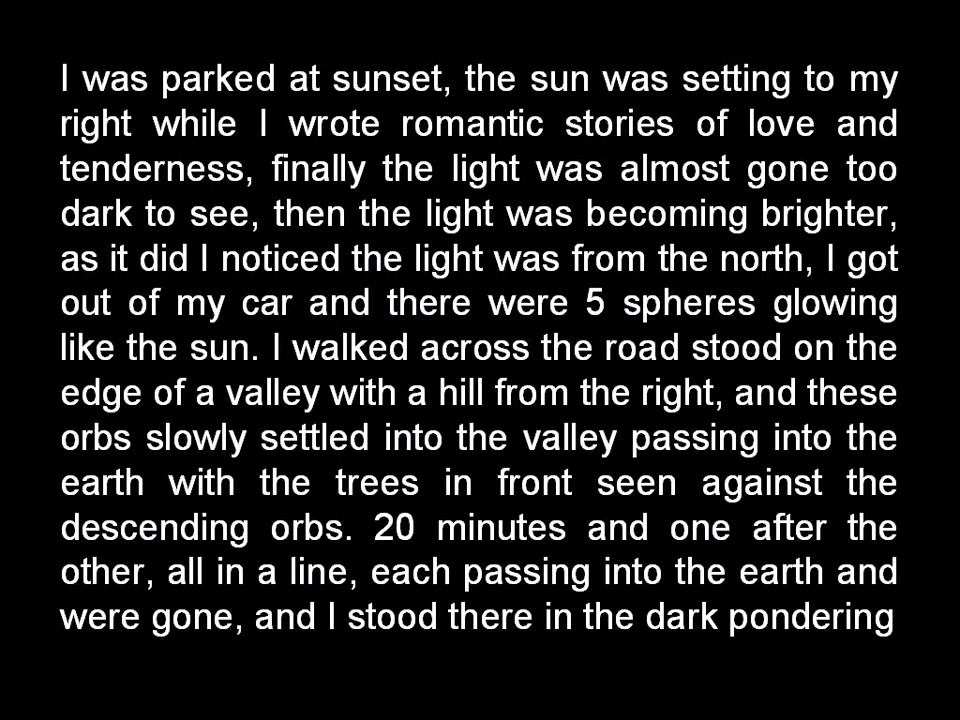 I was parked at sunset, the sun was setting to my
right while I wrote romantic stories of love and
tenderness, finally the light was almost gone too
dark to see, then the light was becoming brighter,
as it did I noticed the light was from the north, I got
out of my car and there were 5 spheres glowing
like the sun. I walked across the road stood on the
edge of a valley with a hill from the right, and these
orbs slowly settled into the valley passing into the
earth with the trees in front seen against the
descending orbs. 20 minutes and one after the
other, all in a line, each passing into the earth and
were gone, and I stood there in the dark pondering